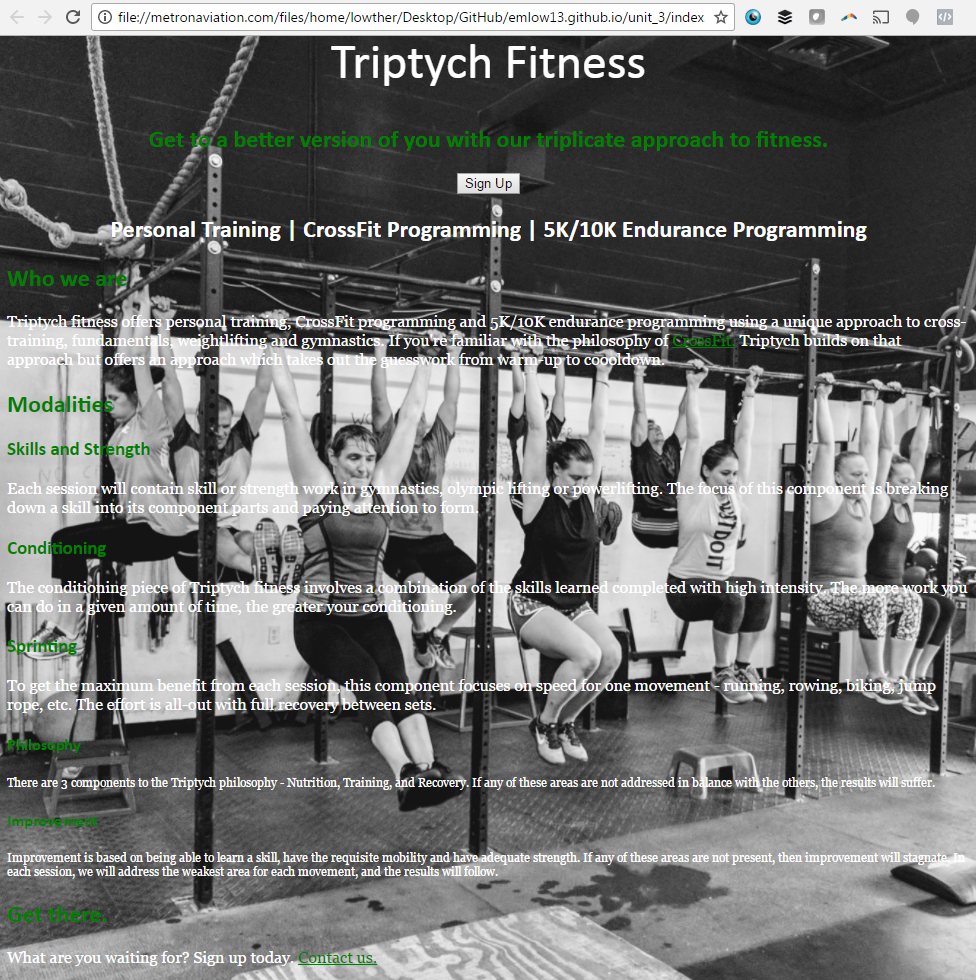 file://metronaviation.com/files/home/lowther/Desktop/GitHub/emlow13.github.io/unit_3/index
Triptych Fitness
Get to a better version of you with our triplicate approach to fitness.
Sign Up
Personal Training | CrossFit Programming | 5K/10K Endurance Programming
Who we are
Triptych fitness offers personal training, CrossFit programming and 5K/10K endurance programming using a unique approach to cross-
training, fundamentals, weightlifting and gymnastics. If you're familiar with the philosophy of CrossFit, Triptych builds on that
approach but offers an approach which takes out the guesswork from warm-up to coooldown.
Modalities
Skills and Strength
Each session will contain skill or strength work in gymnastics, olympic lifting or powerlifting. The focus of this component is breaking
down a skill into its component parts and paying attention to form.
Conditioning
The conditioning piece of Triptych fitness involves a combination of the skills learned completed with high intensity. The more work you
can do in a given amount of time, the greater your conditioning.
Sprinting
To get the maximum benefit from each session, this component focuses on speed for one movement - running, rowing, biking, jump
rope, etc. The effort is all-out with full recovery between sets.
Philosophy
There are 3 components to the Triptych philosophy - Nutrition, Training, and Recovery. If any of these areas are not addressed in balance with the others, the results will suffer.
Improvement
Improvement is based on being able to learn a skill, have the requisite mobility and have adequate strength. If any of these areas are not present, then improvement will stagnate. In
each session, we will address the weakest area for each movement, and the results will follow.
Get there.
What are you waiting for? Sign up today. Contact us.